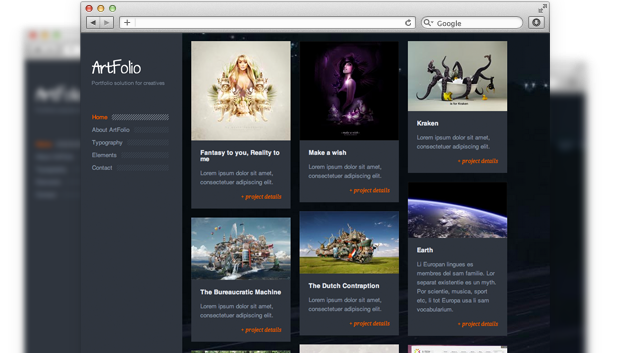 Google
ArtFolio
Portfolio solution for creatives
Home
About ArtFolio
Typography
Elements
Contact
Fantasy to you, Reality to
me
Lorem ipsum dolor sit amet,
consectetuer adipiscing elit.
+ project details
The Bureaucratic Machine
Lorem ipsum dolor sit amet,
consectetuer adipiscing elit.
+ project details
Make a wish
Lorem ipsum dolor sit amet,
consectetuer adipiscing elit.
+ project details
The Dutch Contraption
Lorem ipsum dolor sit amet,
consectetuer adipiscing elit.
+ project details
is for Kraken
Kraken
Lorem ipsum dolor sit amet,
consectetuer adipiscing elit.
+ project details
Earth
Li Europan lingues es
membres del sam familie. Lor
separat existentie es un myth.
Por scientie, musica, sport
etc, li tot Europa usa li sam
vocabularium.
+ project details